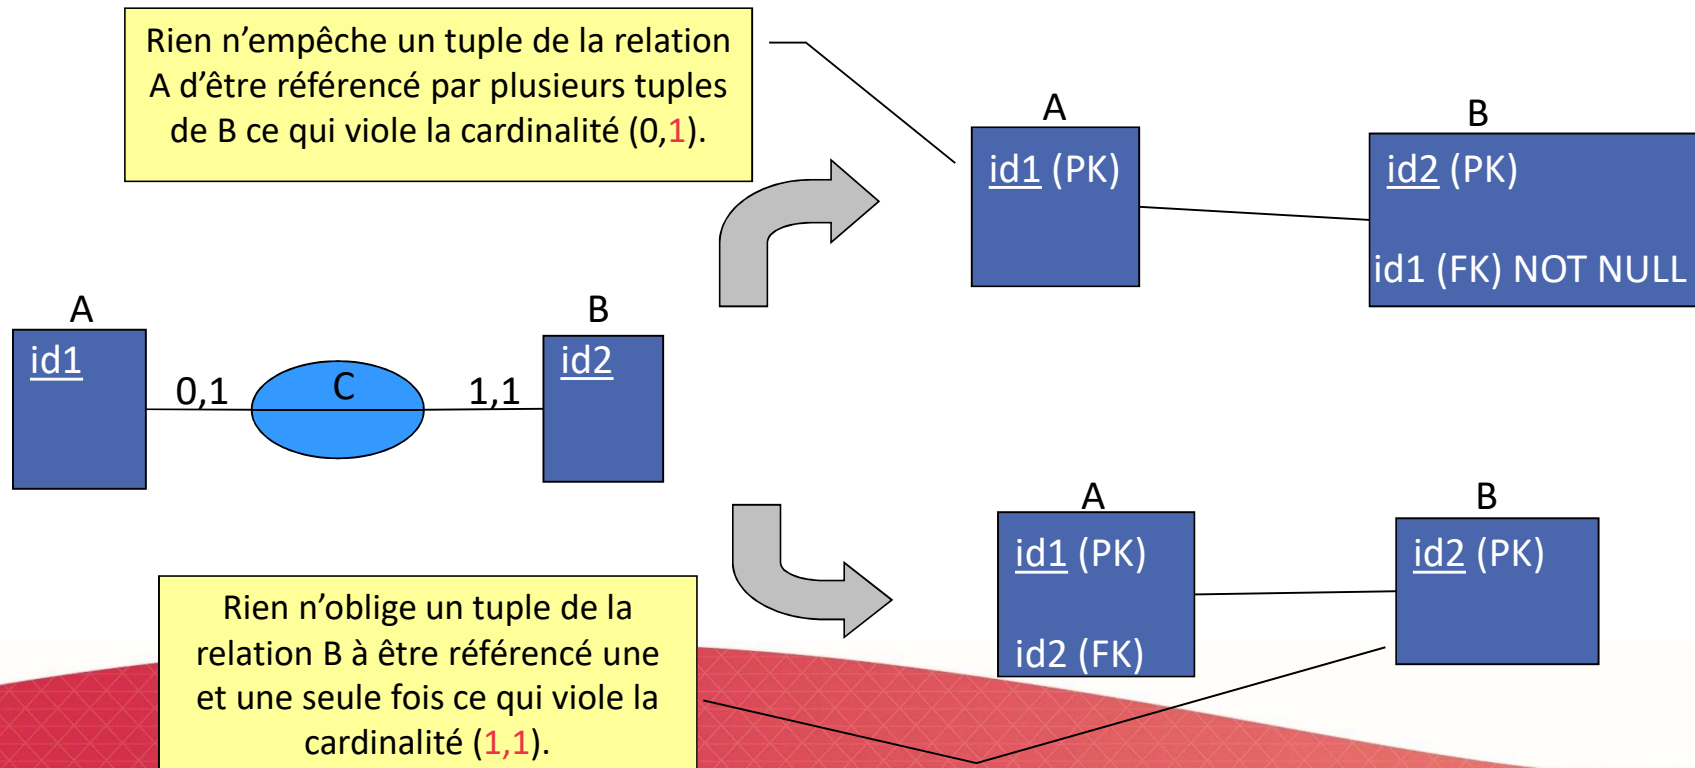 Rien n’empêche un tuple de la relation
A d’être référencé par plusieurs tuples
de B ce qui viole la cardinalité (0,1).
A
id1 (PK)
B
id2 (PK)
id1 (FK) NOT NULL
A
id1
0,1
C
1,1
B
id2
A
id1 (PK)
id2 (FK)
B
id2 (PK)
Rien n’oblige un tuple de la
relation B à être référencé une
et une seule fois ce qui viole la
cardinalité (1,1).